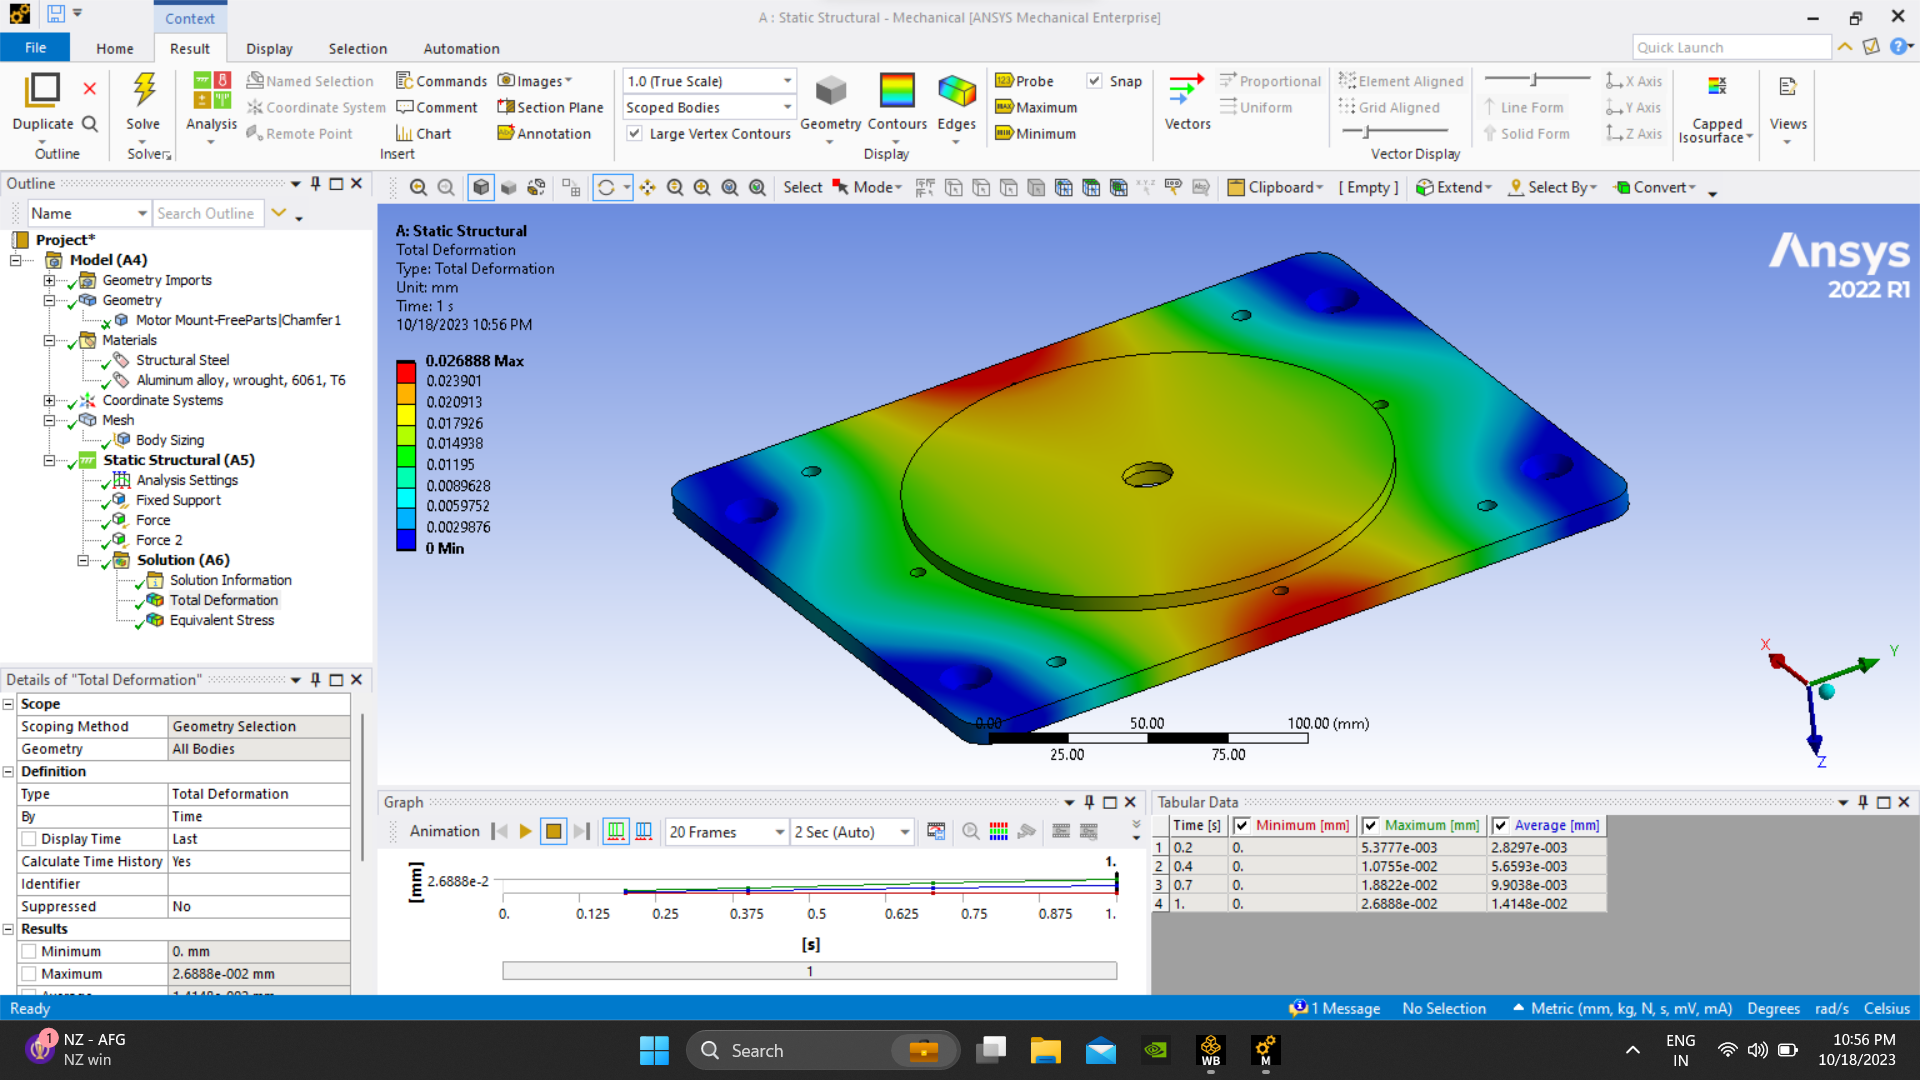 Context
A : Static Structural - Mechanical [ANSYS Mechanical Enterprise]
File
Home
Result
Display
Selection
Automation
Quick Launch
Duplicate
Outline
Solve
Solver
Analysis
Named Selection
Coordinate System
Remote Point
Commands
Comment
Chart
Images
Section Plane
Annotation
Insert
1.0 (True Scale)
Scoped Bodies
Large Vertex Contours
Geometry
Contours
Edges
Display
Probe
Maximum
Minimum
Snap
Vectors
Proportional
Uniform
Element Aligned
Grid Aligned
Line Form
Solid Form
X Axis
Y Axis
Z Axis
Vector Display
Capped
Isosurface
Views
Outline
Select
Mode
Clipboard
[ Empty ]
Extend
Select By
Convert
Name
Search Outline
Project*
Model (A4)
Geometry Imports
Geometry
Motor Mount-FreeParts|Chamfer1
Materials
Structural Steel
Aluminum alloy, wrought, 6061, T6
Coordinate Systems
Mesh
Body Sizing
Static Structural (A5)
Analysis Settings
Fixed Support
Force
Force 2
Solution (A6)
Solution Information
Total Deformation
Equivalent Stress
A: Static Structural
Total Deformation
Type: Total Deformation
Unit: mm
Time: 1 s
10/18/2023 10:56 PM
0.026888 Max
0.023901
0.020913
0.017926
0.014938
0.01195
0.0089628
0.0059752
0.0029876
0 Min
Ansys
2022 R1
X
Y
Z
0.00
50.00
100.00 (mm)
25.00
75.00
Details of "Total Deformation"
Scope
Scoping Method Geometry Selection
Geometry All Bodies
Definition
Type Total Deformation
By Time
Display Time Last
Calculate Time History Yes
Identifier
Suppressed No
Results
Minimum 0. mm
Maximum 2.6888e-002 mm
Graph
Animation
20 Frames
2 Sec (Auto)
1.
[mm]
2.6888e-2
0. 0.125 0.25 0.375 0.5 0.625 0.75 0.875 1.
[s]
1
Tabular Data
Time [s] Minimum [mm] Maximum [mm] Average [mm]
1 0.2 0. 5.3777e-003 2.8297e-003
2 0.4 0. 1.0755e-002 5.6593e-003
3 0.7 0. 1.8822e-002 9.9038e-003
4 1. 0. 2.6888e-002 1.4148e-002
Ready
1 Message
No Selection
Metric (mm, kg, N, s, mV, mA)
Degrees
rad/s
Celsius
1
NZ - AFG
NZ win
Search
WB
M
ENG
IN
10:56 PM
10/18/2023